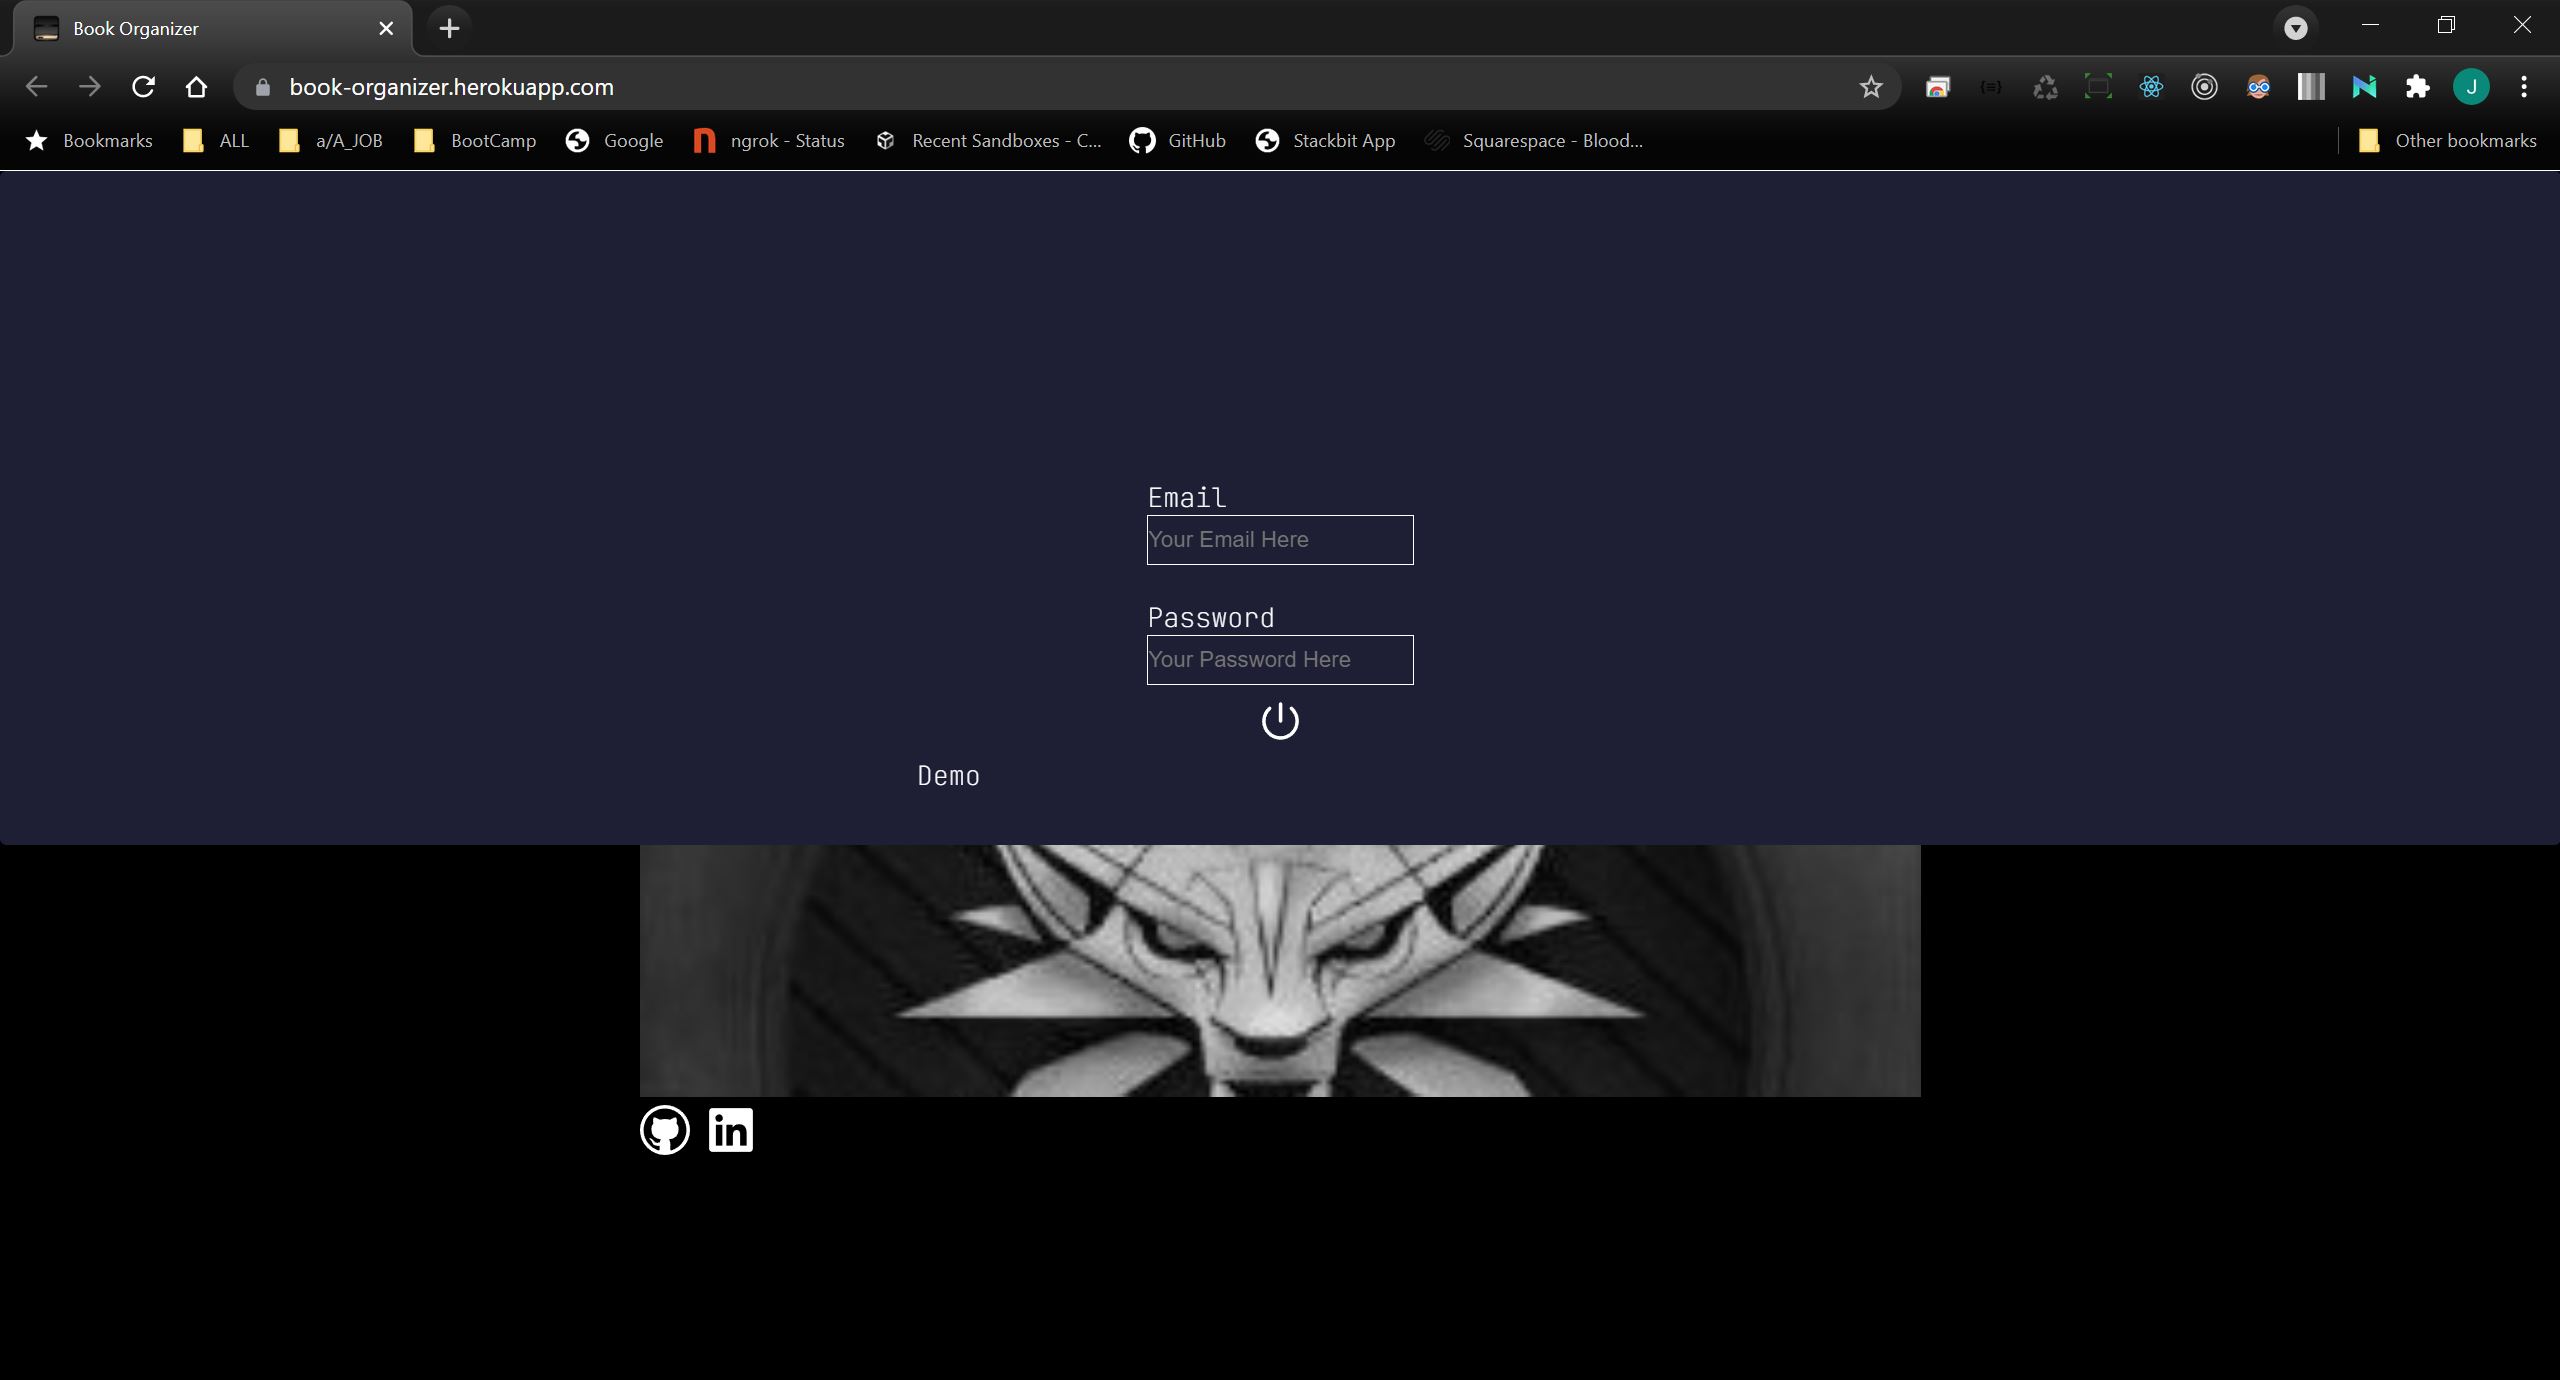 Book Organizer
book-organizer.herokuapp.com
J
Bookmarks ALL a/A_JOB BootCamp Google ngrok - Status Recent Sandboxes - C... GitHub Stackbit App Squarespace - Blood... Other bookmarks
Email
Your Email Here
Password
Your Password Here
Demo
in